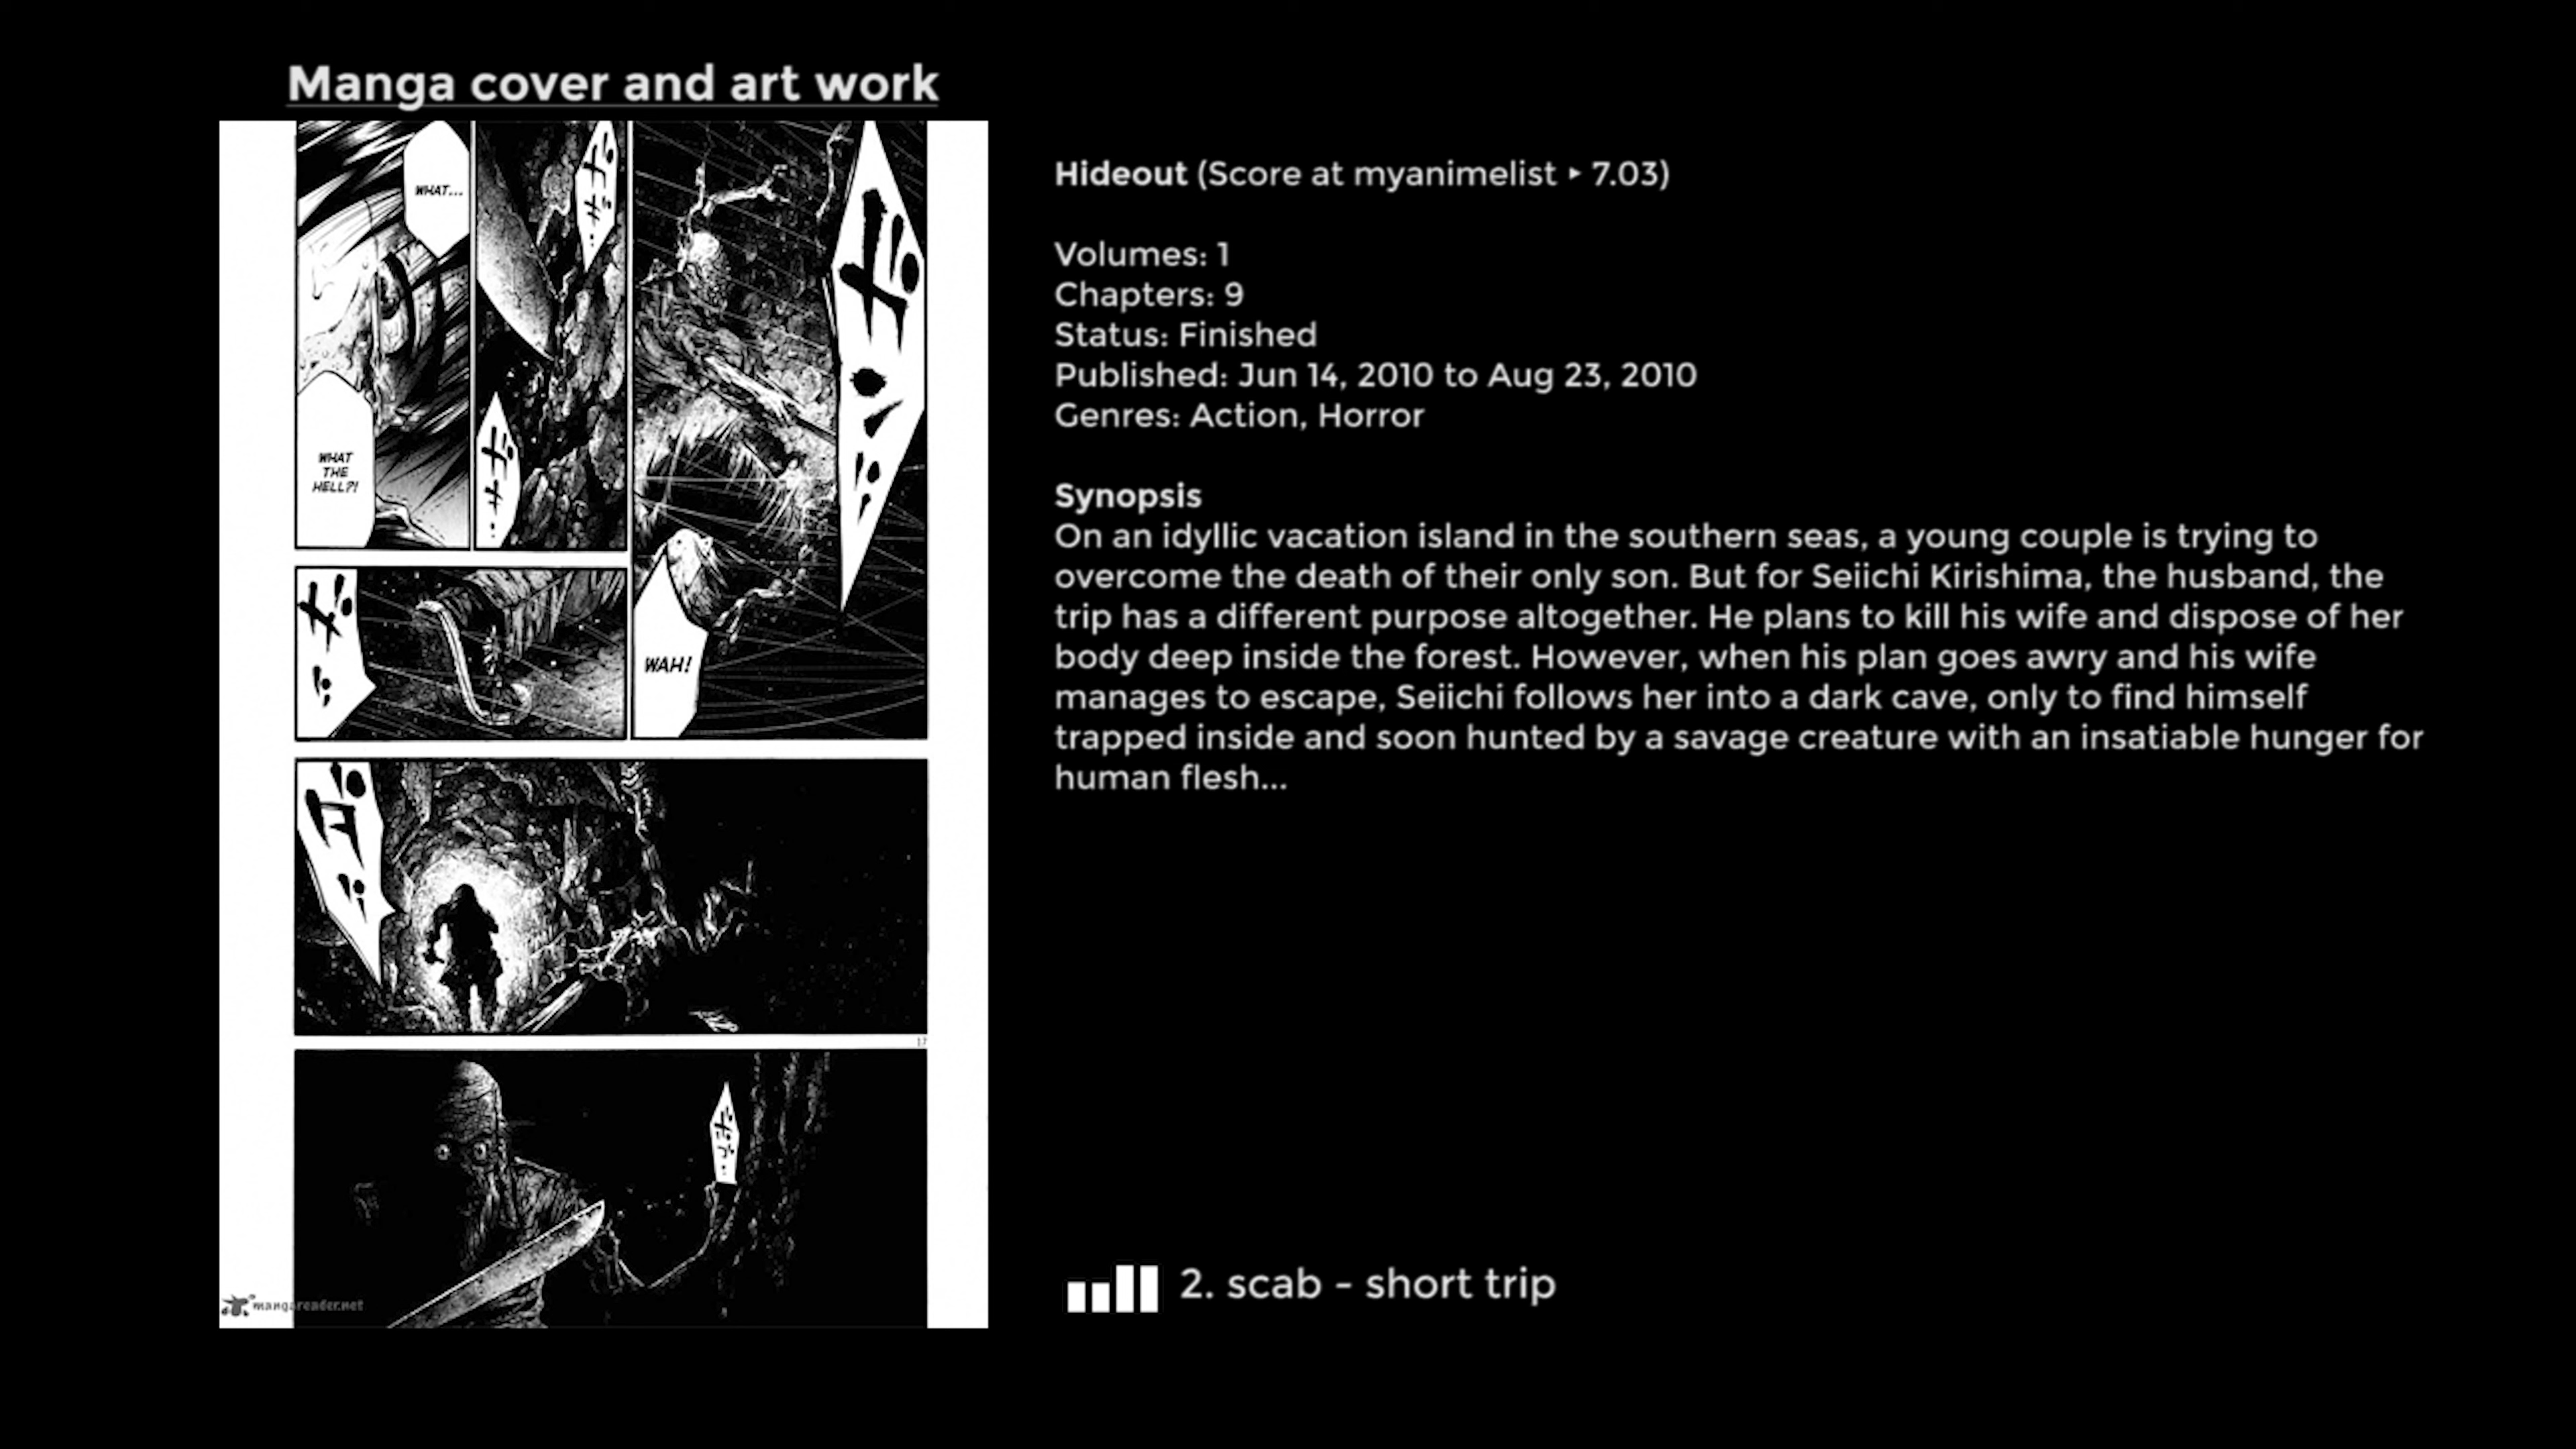 Manga cover and art work
WHAT...
WHAT
THE
HELL?!
WAH!
17
mangareader.net
Hideout (Score at myanimelist ▸ 7.03)
Volumes: 1
Chapters: 9
Status: Finished
Published: Jun 14, 2010 to Aug 23, 2010
Genres: Action, Horror
Synopsis
On an idyllic vacation island in the southern seas, a young couple is trying to
overcome the death of their only son. But for Seiichi Kirishima, the husband, the
trip has a different purpose altogether. He plans to kill his wife and dispose of her
body deep inside the forest. However, when his plan goes awry and his wife
manages to escape, Seiichi follows her into a dark cave, only to find himself
trapped inside and soon hunted by a savage creature with an insatiable hunger for
human flesh...
2. scab - short trip